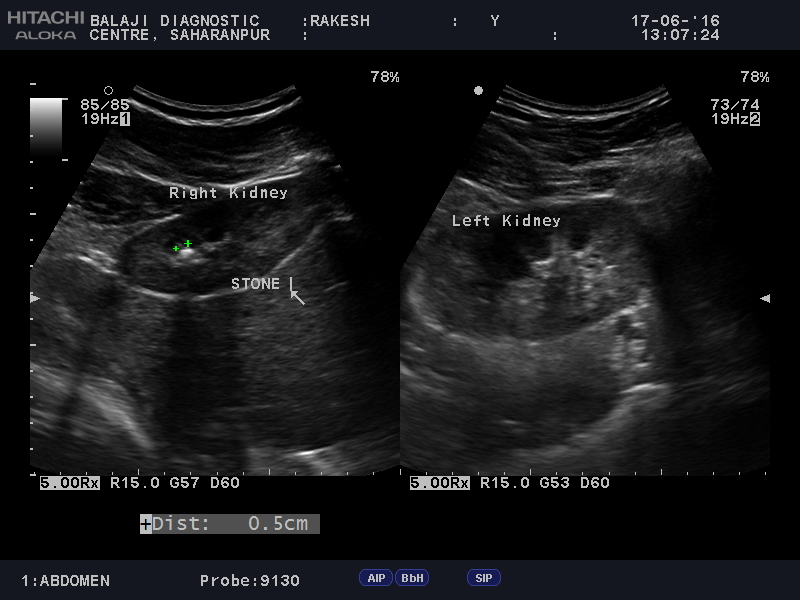 HITACHI
ALOKA
BALAJI DIAGNOSTIC :RAKESH : Y 17-06-'16
CENTRE, SAHARANPUR : : 13:07:24
78% 78%
85/85 73/74
19Hz1 19Hz2
Right Kidney
Left Kidney
STONE
5.00Rx R15.0 G57 D60 5.00Rx R15.0 G53 D60
+Dist: 0.5cm
1:ABDOMEN Probe:9130 AIP BbH SIP